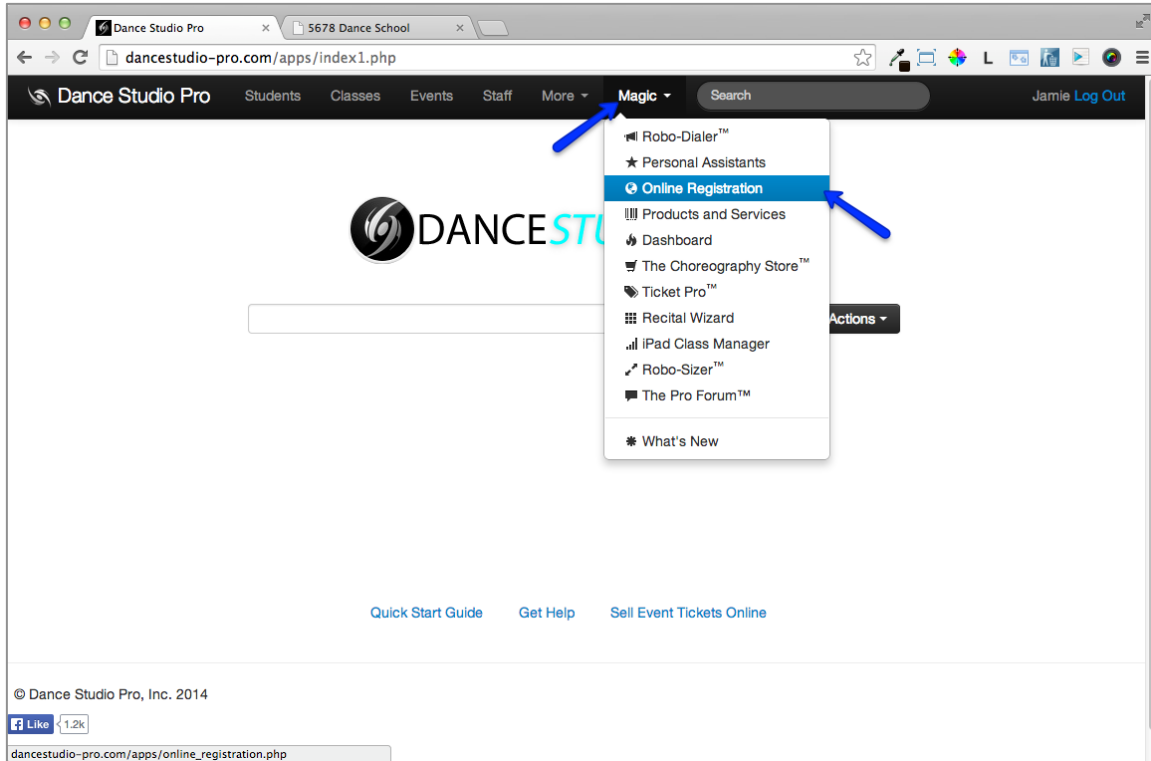 Dance Studio Pro
5678 Dance School
dancestudio-pro.com/apps/index1.php
L
Dance Studio Pro Students Classes Events Staff More Magic Search Jamie Log Out
Robo-Dialer™
Personal Assistants
Online Registration
Products and Services
Dashboard
The Choreography Store™
Ticket Pro™
Recital Wizard
iPad Class Manager
Robo-Sizer™
The Pro Forum™
What's New
DANCE
Actions
Quick Start Guide Get Help Sell Event Tickets Online
© Dance Studio Pro, Inc. 2014
Like 1.2k
dancestudio-pro.com/apps/online_registration.php